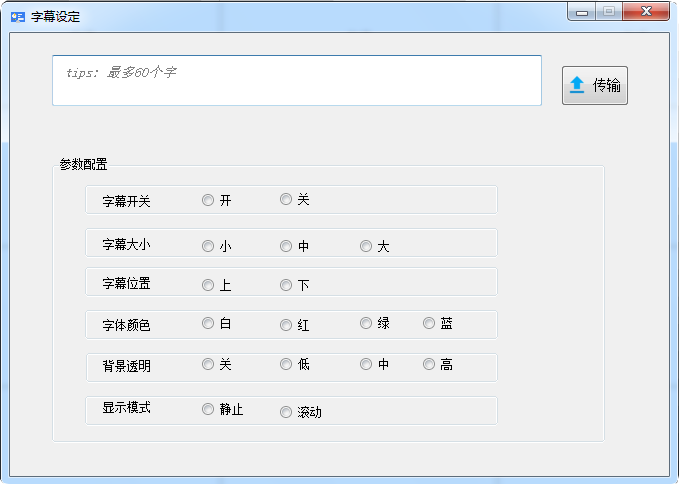 字幕设定
tips: 最多60个字
传输
参数配置
字幕开关 开 关
字幕大小 小 中 大
字幕位置 上 下
字体颜色 白 红 绿 蓝
背景透明 关 低 中 高
显示模式 静止 滚动